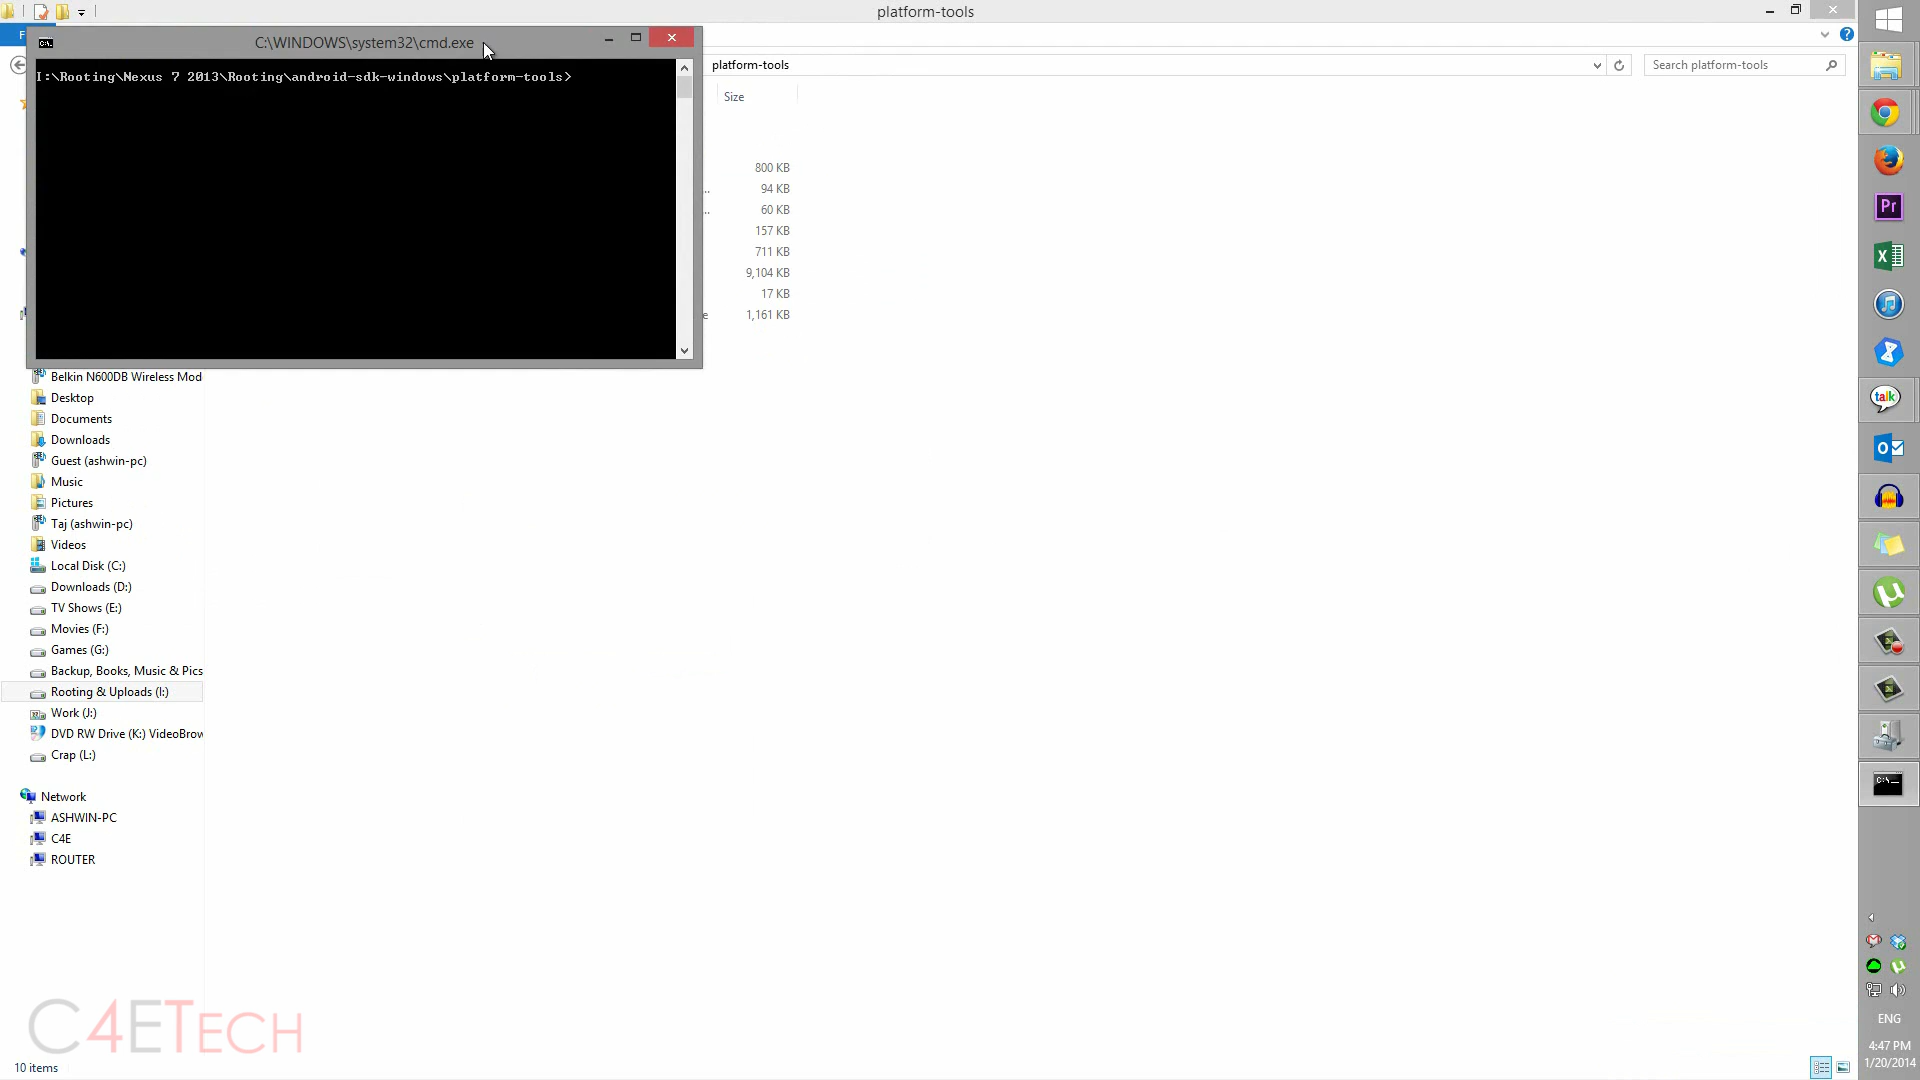 platform-tools
C:\WINDOWS\system32\cmd.exe
I:\Rooting\Nexus 7 2013\Rooting\android-sdk-windows\platform-tools>
platform-tools
Search platform-tools
Size
800 KB
94 KB
60 KB
157 KB
711 KB
9,104 KB
17 KB
1,161 KB
Belkin N600DB Wireless Mod
Desktop
Documents
Downloads
Guest (ashwin-pc)
Music
Pictures
Taj (ashwin-pc)
Videos
Local Disk (C:)
Downloads (D:)
TV Shows (E:)
Movies (F:)
Games (G:)
Backup, Books, Music & Pics
Rooting & Uploads (I:)
Work (J:)
DVD RW Drive (K:) VideoBrow
Crap (L:)
Network
ASHWIN-PC
C4E
ROUTER
C4ETECH
10 items
Pr
talk
ENG
4:47 PM
1/20/2014